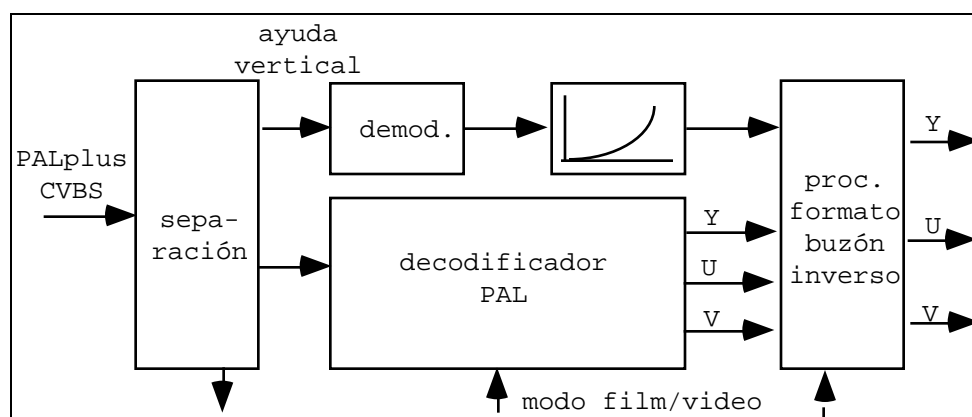 ayuda
vertical
demod.
PALplus
CVBS
sepa-
ración
decodificador
PAL
Y
U
V
proc.
formato
buzón
inverso
Y
U
V
modo film/video